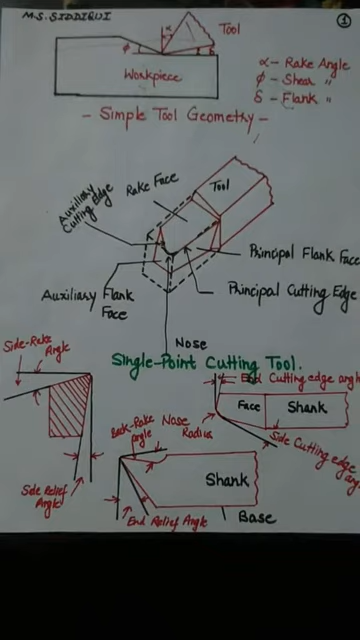 M.S. SIDDIQUI
1
Tool
α
ϕ
δ
Workpiece
α - Rake Angle
ϕ - Shear "
δ - Flank "
- Simple Tool Geometry -
Auxiliary
Cutting Edge
Rake Face
Tool
Principal Flank Face
Principal Cutting Edge
Auxiliary Flank
Face
Nose
Single-Point Cutting Tool.
Side-Rake
Angle
End Cutting edge angle
Face
Shank
Back-Rake
angle
Nose
Radius
Side Cutting edge
Shank
Side Relief
Angle
End Relief Angle
Base